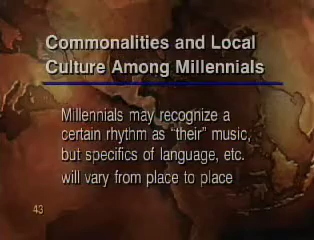 Commonalities and Local
Culture Among Millennials
Millennials may recognize a
certain rhythm as "their" music,
but specifics of language, etc.
will vary from place to place
43